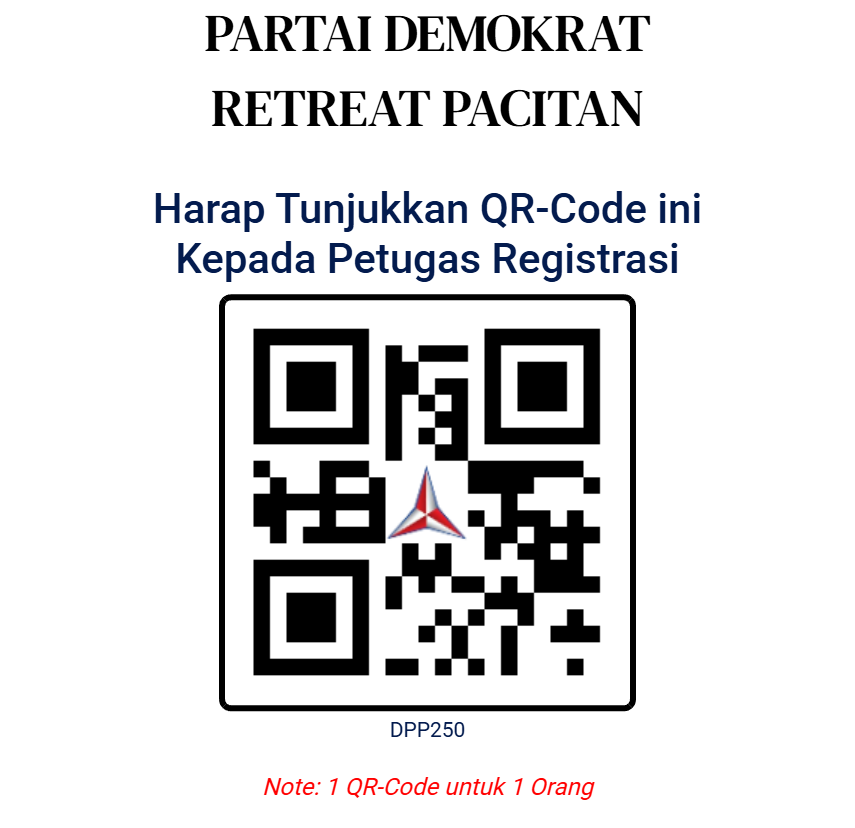 PARTAI DEMOKRAT
RETREAT PACITAN
Harap Tunjukkan QR-Code ini
Kepada Petugas Registrasi
DPP250
Note: 1 QR-Code untuk 1 Orang